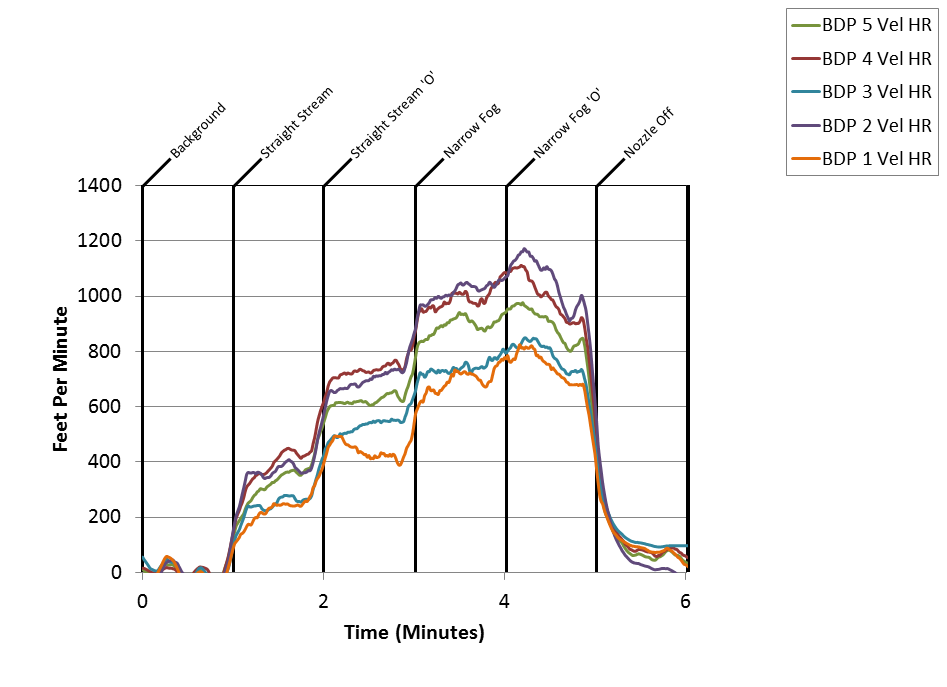 BDP 5 Vel HR
BDP 4 Vel HR
BDP 3 Vel HR
BDP 2 Vel HR
BDP 1 Vel HR
Background
Straight Stream
Straight Stream 'O'
Narrow Fog
Narrow Fog 'O'
Nozzle Off
1400
1200
1000
800
600
400
200
0
Feet Per Minute
0 2 4 6
Time (Minutes)